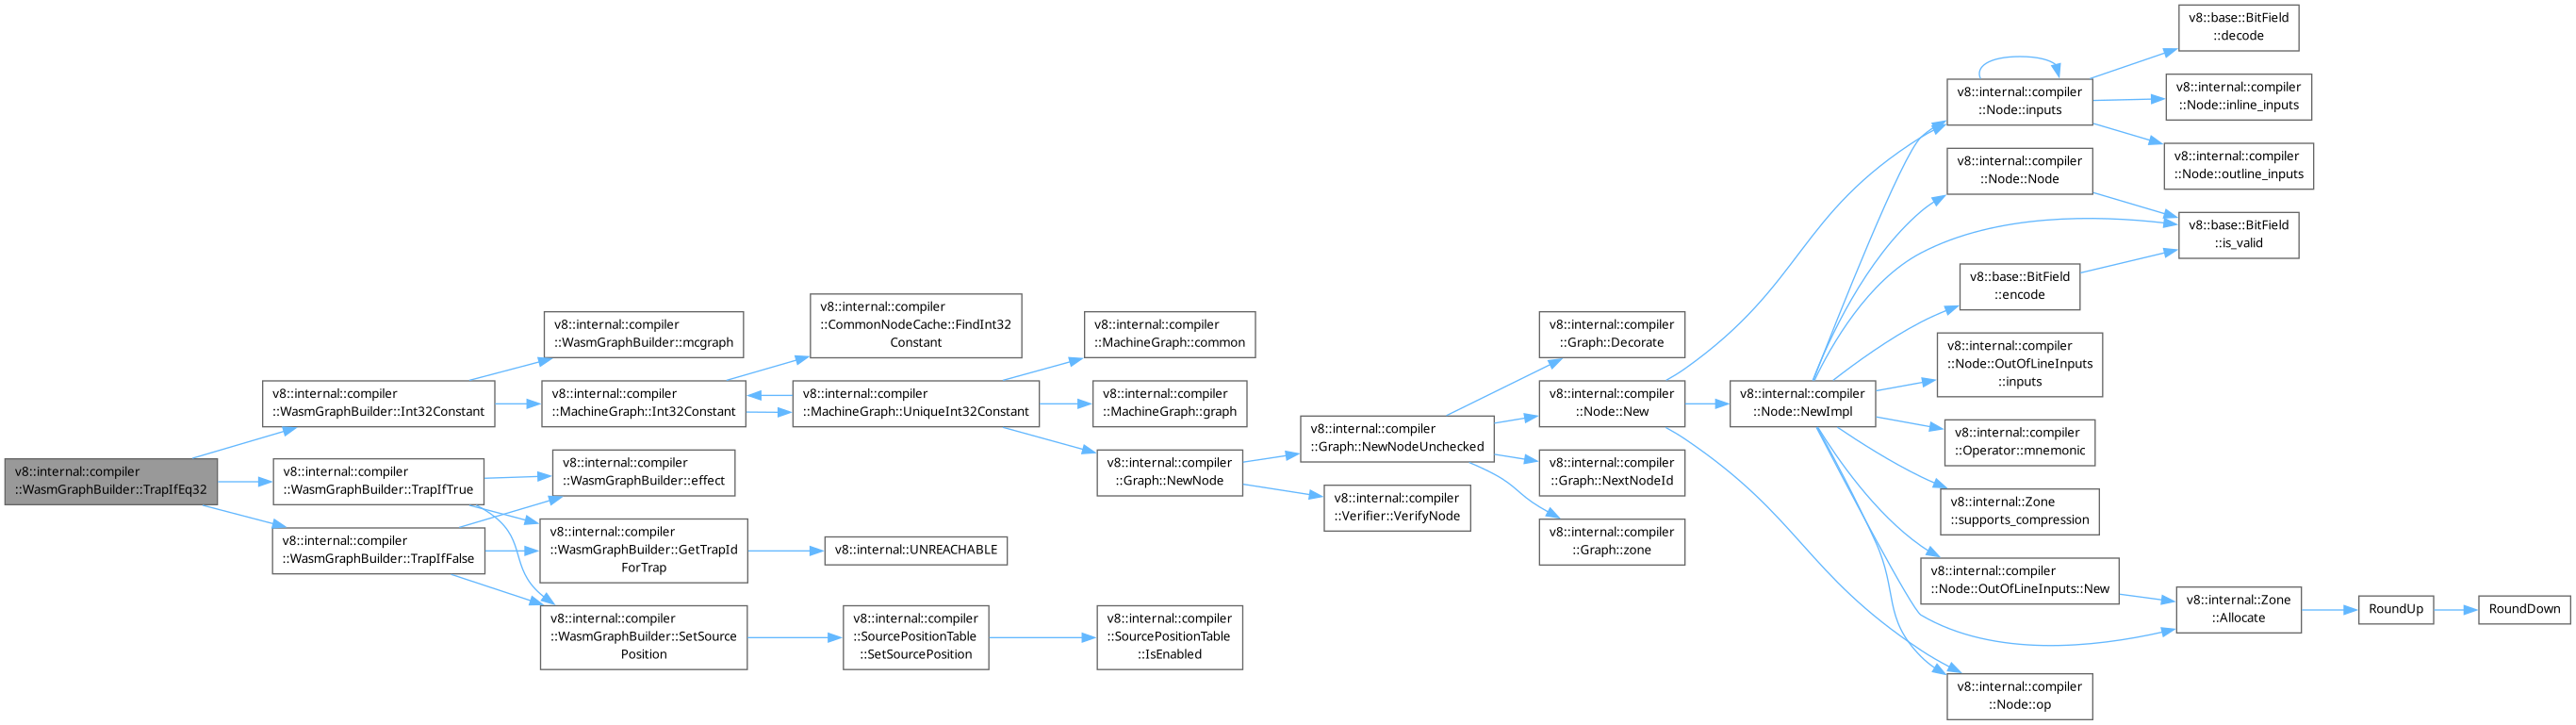 v8::internal::compiler
::WasmGraphBuilder::TrapIfEq32
v8::internal::compiler
::WasmGraphBuilder::Int32Constant
v8::internal::compiler
::WasmGraphBuilder::TrapIfTrue
v8::internal::compiler
::WasmGraphBuilder::TrapIfFalse
v8::internal::compiler
::WasmGraphBuilder::mcgraph
v8::internal::compiler
::MachineGraph::Int32Constant
v8::internal::compiler
::WasmGraphBuilder::effect
v8::internal::compiler
::WasmGraphBuilder::GetTrapId
ForTrap
v8::internal::compiler
::WasmGraphBuilder::SetSource
Position
v8::internal::compiler
::CommonNodeCache::FindInt32
Constant
v8::internal::compiler
::MachineGraph::UniqueInt32Constant
v8::internal::UNREACHABLE
v8::internal::compiler
::SourcePositionTable
::SetSourcePosition
v8::internal::compiler
::MachineGraph::common
v8::internal::compiler
::MachineGraph::graph
v8::internal::compiler
::Graph::NewNode
v8::internal::compiler
::SourcePositionTable
::IsEnabled
v8::internal::compiler
::Graph::NewNodeUnchecked
v8::internal::compiler
::Verifier::VerifyNode
v8::internal::compiler
::Graph::Decorate
v8::internal::compiler
::Node::New
v8::internal::compiler
::Graph::NextNodeId
v8::internal::compiler
::Graph::zone
v8::internal::compiler
::Node::NewImpl
v8::internal::compiler
::Node::inputs
v8::internal::compiler
::Node::Node
v8::base::BitField
::encode
v8::internal::compiler
::Node::OutOfLineInputs
::inputs
v8::internal::compiler
::Operator::mnemonic
v8::internal::Zone
::supports_compression
v8::internal::compiler
::Node::OutOfLineInputs::New
v8::internal::compiler
::Node::op
v8::base::BitField
::decode
v8::internal::compiler
::Node::inline_inputs
v8::internal::compiler
::Node::outline_inputs
v8::base::BitField
::is_valid
v8::internal::Zone
::Allocate
RoundUp
RoundDown